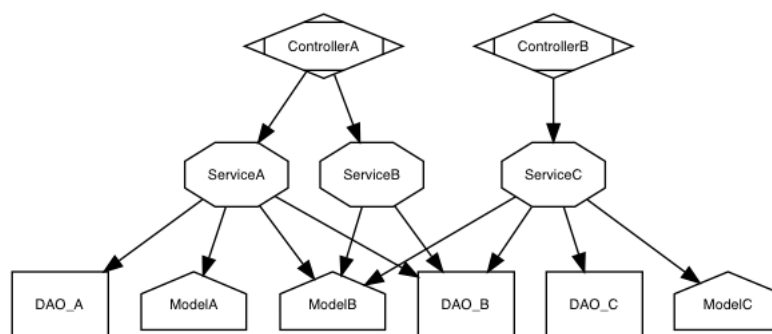 ControllerA
ControllerB
ServiceA
ServiceB
ServiceC
DAO_A
ModelA
ModelB
DAO_B
DAO_C
ModelC